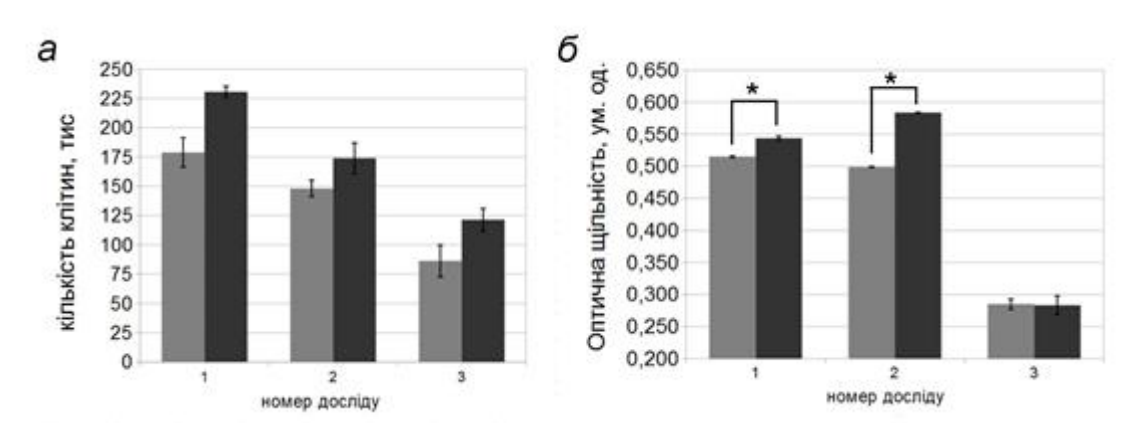 а
кількість клітин, тис
250
225
200
175
150
125
100
75
50
25
0
1 2 3
номер досліду
б
Оптична щільність, ум. од.
0,650
0,600
0,550
0,500
0,450
0,400
0,350
0,300
0,250
0,200
* *
1 2 3
номер досліду